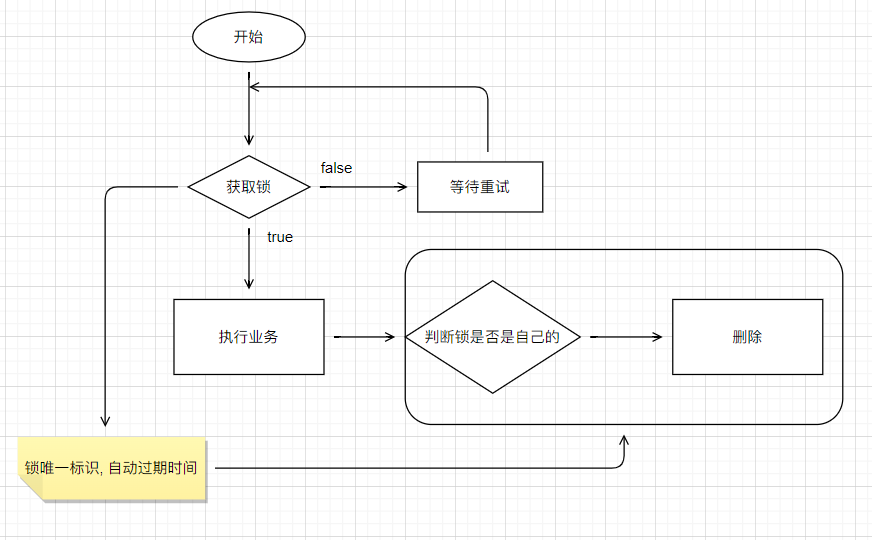 开始
获取锁
false
等待重试
true
执行业务
判断锁是否是自己的
删除
锁唯一标识, 自动过期时间